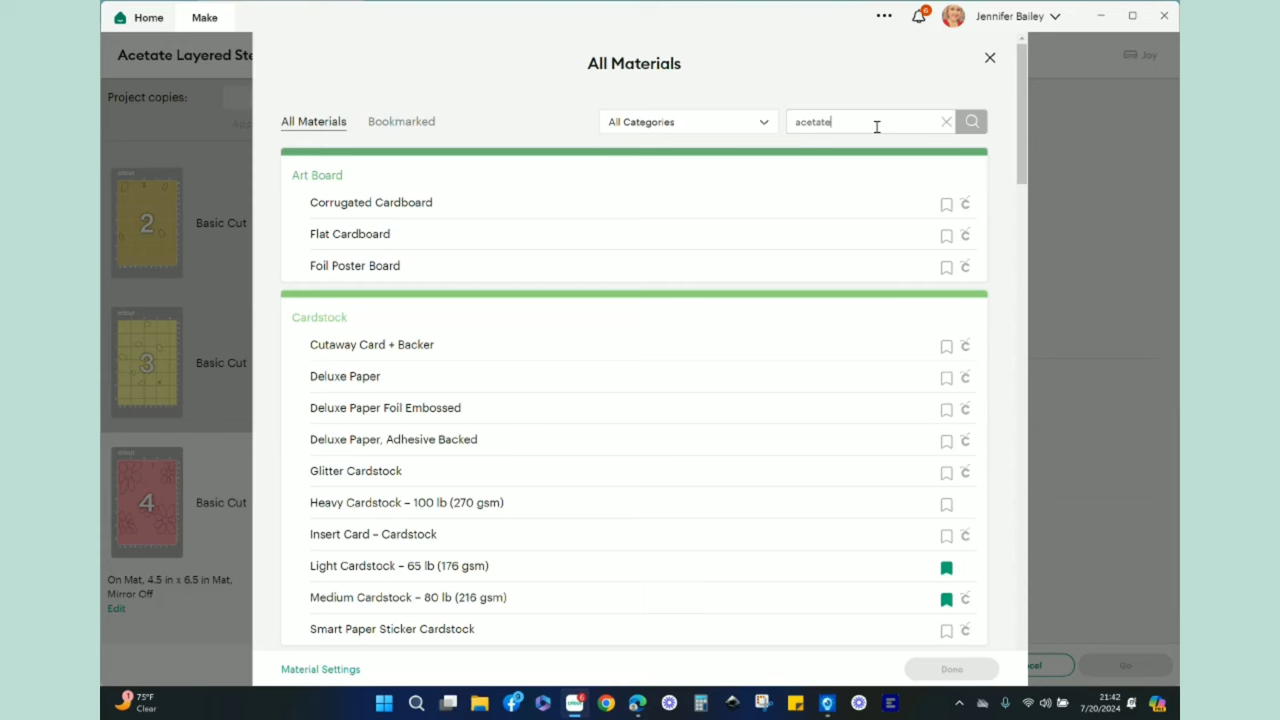 Home
Make
6
Jennifer Bailey
Acetate Layered Ste
Joy
Project copies:
All Materials
All Materials
Bookmarked
All Categories
acetate
Art Board
Corrugated Cardboard
Flat Cardboard
Foil Poster Board
Cardstock
Cutaway Card + Backer
Deluxe Paper
Deluxe Paper Foil Embossed
Deluxe Paper, Adhesive Backed
Glitter Cardstock
Heavy Cardstock – 100 lb (270 gsm)
Insert Card – Cardstock
Light Cardstock – 65 lb (176 gsm)
Medium Cardstock – 80 lb (216 gsm)
Smart Paper Sticker Cardstock
2
Basic Cut
3
Basic Cut
4
Basic Cut
On Mat, 4.5 in x 6.5 in Mat,
Mirror Off
Edit
Material Settings
Done
Go
1
75°F
Clear
21:42
7/20/2024